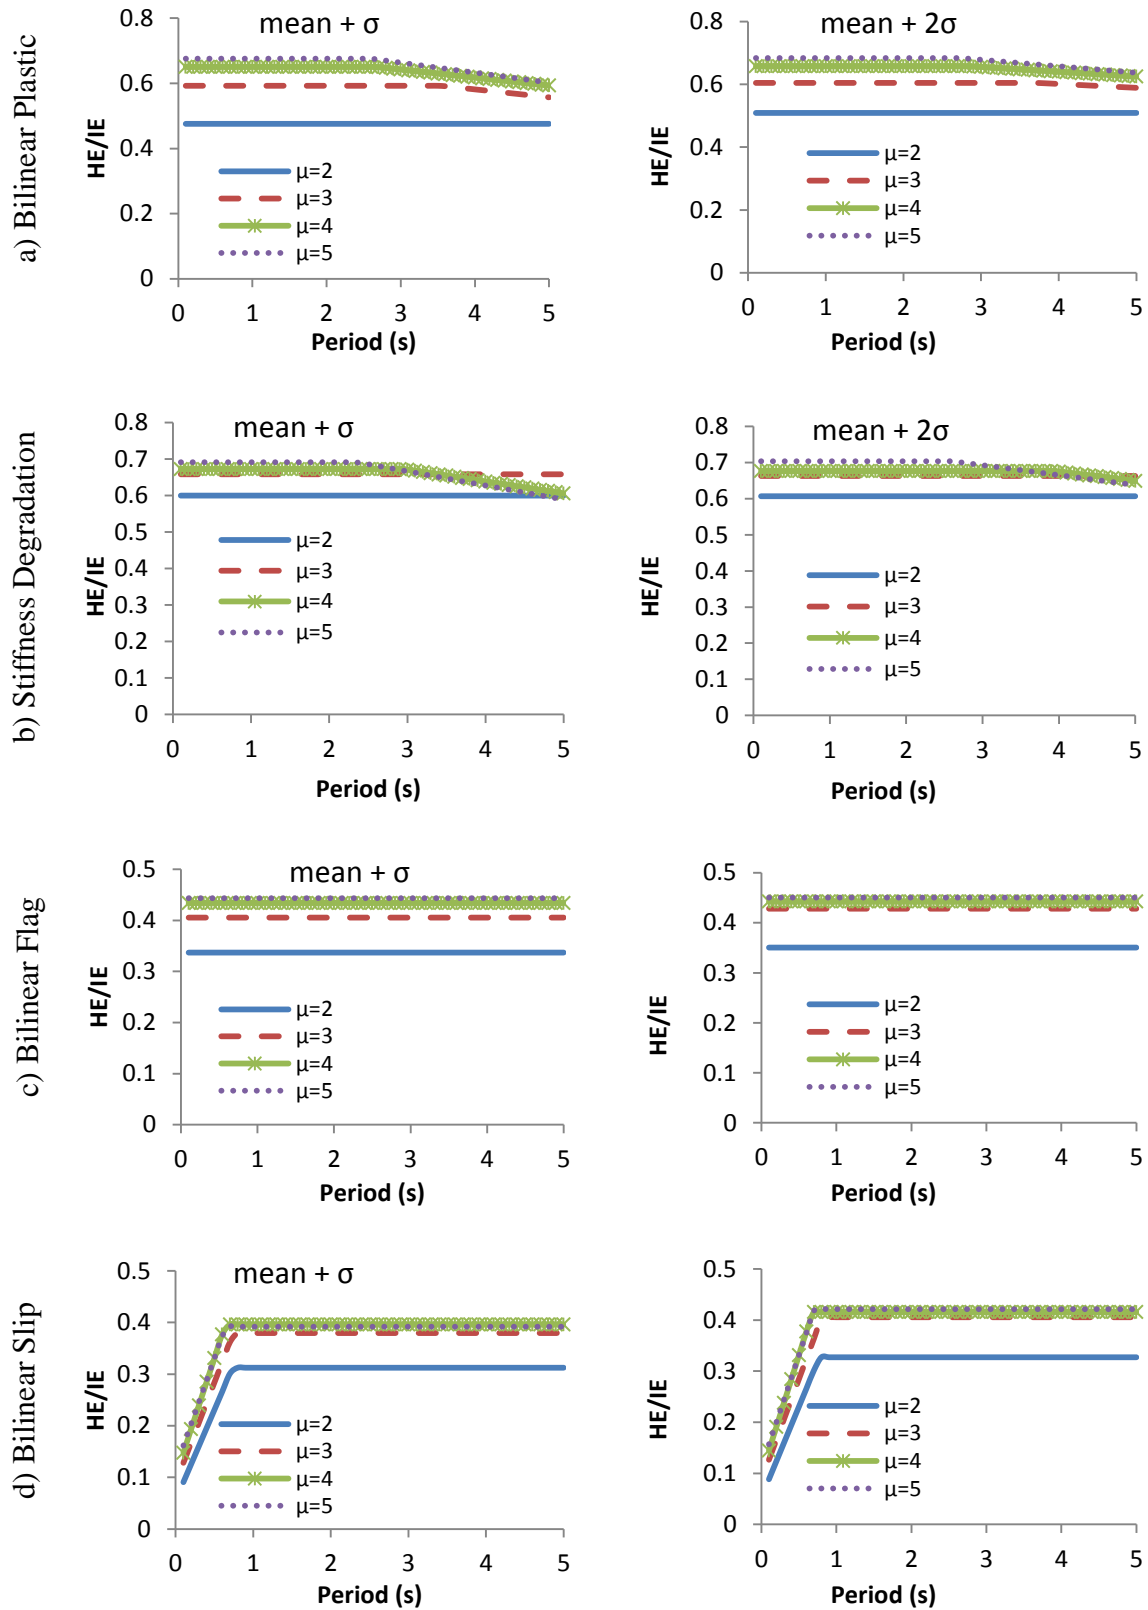 a) Bilinear Plastic
mean + σ
HE/IE
0.8
0.6
0.4
0.2
0
μ=2
μ=3
μ=4
μ=5
0 1 2 3 4 5
Period (s)
mean + 2σ
HE/IE
0.8
0.6
0.4
0.2
0
μ=2
μ=3
μ=4
μ=5
0 1 2 3 4 5
Period (s)
b) Stiffness Degradation
mean + σ
HE/IE
0.8
0.7
0.6
0.5
0.4
0.3
0.2
0.1
0
μ=2
μ=3
μ=4
μ=5
0 1 2 3 4 5
Period (s)
mean + 2σ
HE/IE
0.8
0.7
0.6
0.5
0.4
0.3
0.2
0.1
0
μ=2
μ=3
μ=4
μ=5
0 1 2 3 4 5
Period (s)
c) Bilinear Flag
mean + σ
HE/IE
0.5
0.4
0.3
0.2
0.1
0
μ=2
μ=3
μ=4
μ=5
0 1 2 3 4 5
Period (s)
HE/IE
0.5
0.4
0.3
0.2
0.1
0
μ=2
μ=3
μ=4
μ=5
0 1 2 3 4 5
Period (s)
d) Bilinear Slip
mean + σ
HE/IE
0.5
0.4
0.3
0.2
0.1
0
μ=2
μ=3
μ=4
μ=5
0 1 2 3 4 5
Period (s)
HE/IE
0.5
0.4
0.3
0.2
0.1
0
μ=2
μ=3
μ=4
μ=5
0 1 2 3 4 5
Period (s)